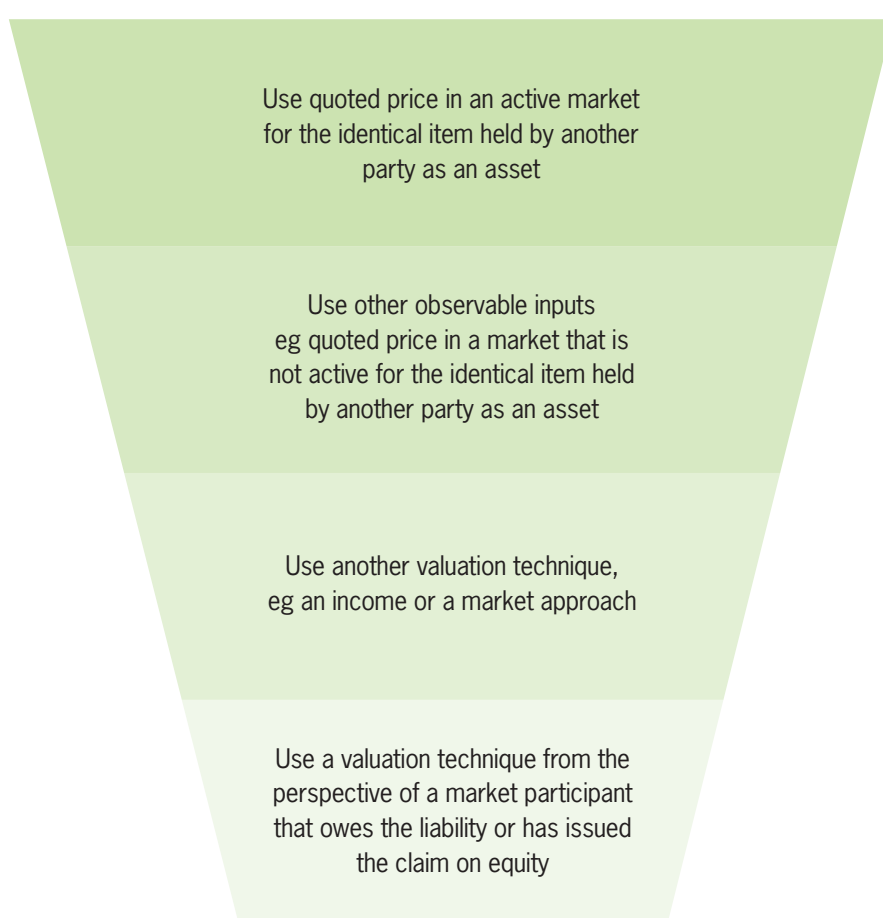 Use quoted price in an active market
for the identical item held by another
party as an asset
Use other observable inputs
eg quoted price in a market that is
not active for the identical item held
by another party as an asset
Use another valuation technique,
eg an income or a market approach
Use a valuation technique from the
perspective of a market participant
that owes the liability or has issued
the claim on equity